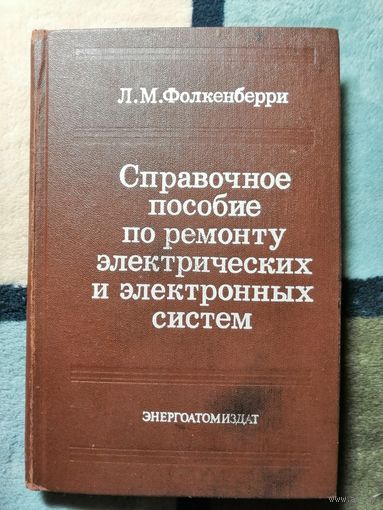 Л.М.Фолкенберри
Справочное
пособие
по ремонту
электрических
и электронных
систем
ЭНЕРГОАТОМИЗДАТ